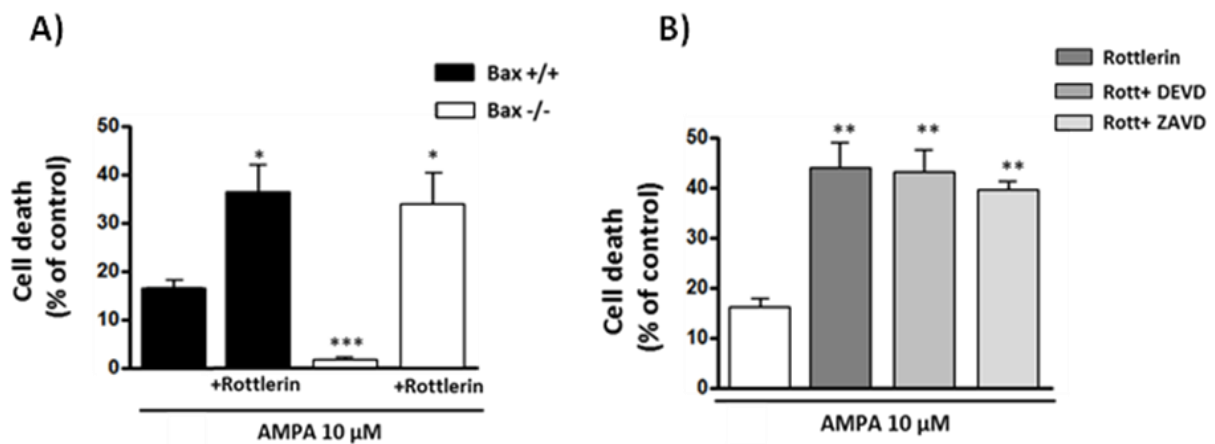 A)
Bax +/+
Bax -/-
Cell death
(% of control)
50
40
30
20
10
0
*
***
*
+Rottlerin
+Rottlerin
AMPA 10 µM
B)
Rottlerin
Rott+ DEVD
Rott+ ZAVD
Cell death
(% of control)
50
40
30
20
10
0
**
**
**
AMPA 10 µM